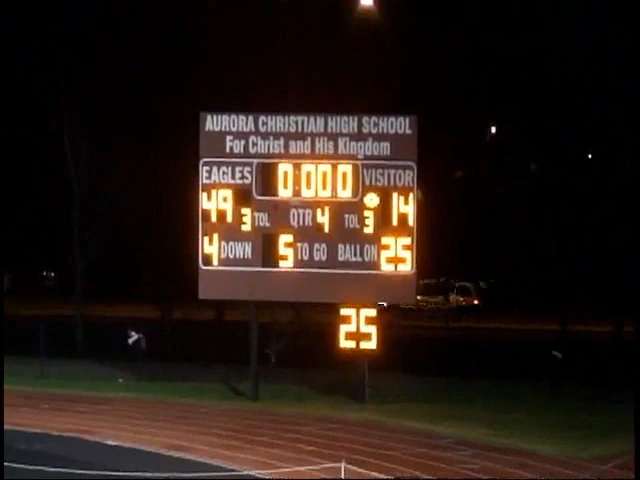 AURORA CHRISTIAN HIGH SCHOOL
For Christ and His Kingdom
EAGLES 0:00.0 VISITOR
49 3 TOL QTR 4 TOL 3 14
4 DOWN 5 TO GO BALL ON 25
25